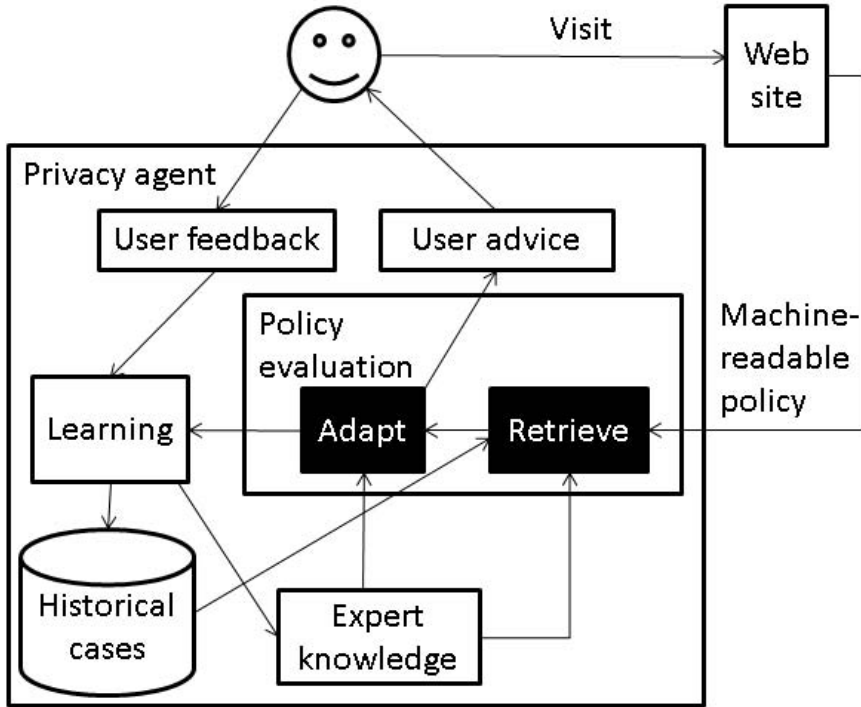 Visit
Web
site
Privacy agent
User feedback
User advice
Policy
evaluation
Machine-
readable
policy
Learning
Adapt
Retrieve
Historical
cases
Expert
knowledge